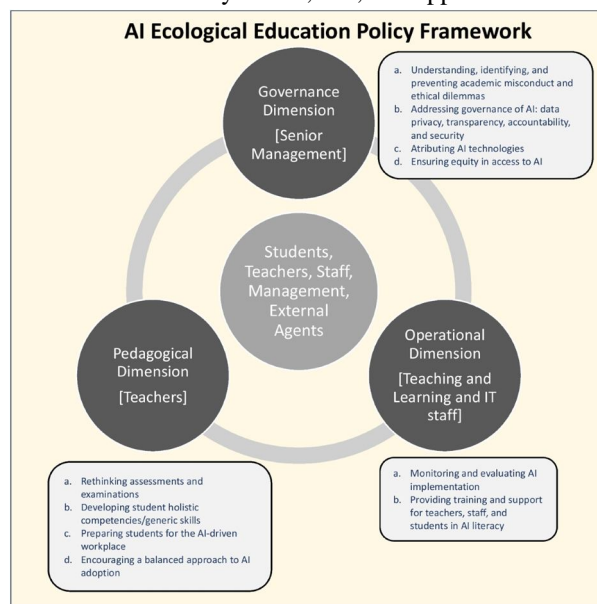 AI Ecological Education Policy Framework
Governance
Dimension
[Senior
Management]
a. Understanding, identifying, and
preventing academic misconduct and
ethical dilemmas
b. Addressing governance of AI: data
privacy, transparency, accountability,
and security
c. Atributing AI technologies
d. Ensuring equity in access to AI
Students,
Teachers, Staff,
Management,
External
Agents
Pedagogical
Dimension
[Teachers]
Operational
Dimension
[Teaching and
Learning and IT
staff]
a. Rethinking assessments and
examinations
b. Developing student holistic
competencies/generic skills
c. Preparing students for the AI-driven
workplace
d. Encouraging a balanced approach to AI
adoption
a. Monitoring and evaluating AI
implementation
b. Providing training and support
for teachers, staff, and
students in AI literacy